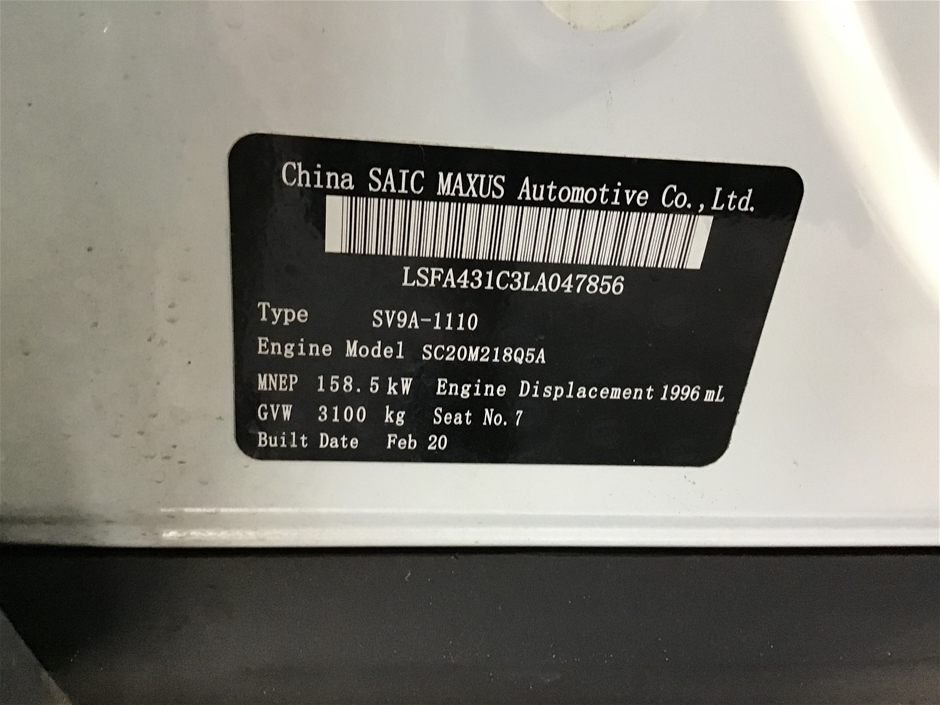 China SAIC MAXUS Automotive Co.,Ltd.
LSFA431C3LA047856
Type SV9A-1110
Engine Model SC20M218Q5A
MNEP 158.5kW Engine Displacement 1996mL
GVW 3100 kg Seat No.7
Built Date Feb 20